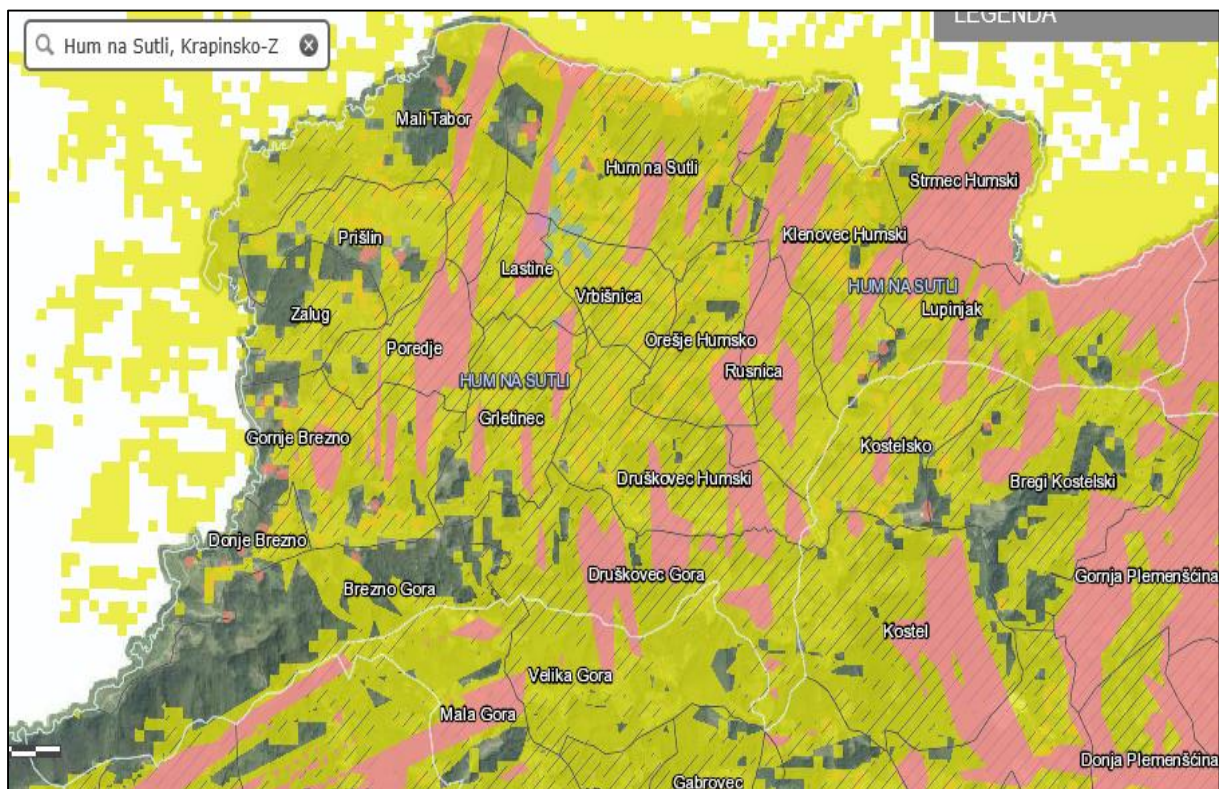 LEGENDA
Hum na Sutli, Krapinsko-Z
Mali Tabor
Hum na Sutli
Strmec Humski
Prišlin
Klenovec Humski
Lastine
Vrbišnica
HUM NA SUTLI
Lupinjak
Zalug
Orešje Humsko
Poredje
Rusnica
HUM NA SUTLI
Grletinec
Gornje Brezno
Kostelsko
Druškovec Humski
Bregi Kostelski
Donje Brezno
Druškovec Gora
Gornja Plemenšćina
Brezno Gora
Kostel
Velika Gora
Mala Gora
Donja Plemenšćina
Gabrovec